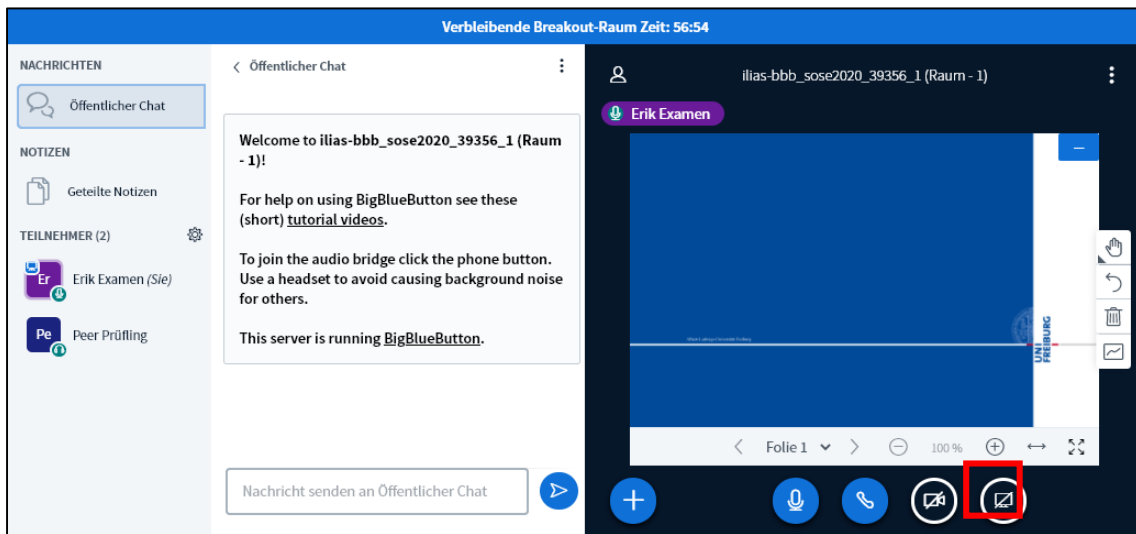 Verbleibende Breakout-Raum Zeit: 56:54
NACHRICHTEN
Öffentlicher Chat
NOTIZEN
Geteilte Notizen
TEILNEHMER (2)
Er
Erik Examen (Sie)
Pe
Peer Prüfling
Öffentlicher Chat
Welcome to ilias-bbb_sose2020_39356_1 (Raum
- 1)!
For help on using BigBlueButton see these
(short) tutorial videos.
To join the audio bridge click the phone button.
Use a headset to avoid causing background noise
for others.
This server is running BigBlueButton.
Nachricht senden an Öffentlicher Chat
ilias-bbb_sose2020_39356_1 (Raum - 1)
Erik Examen
UNI
FREIBURG
Folie 1
100 %